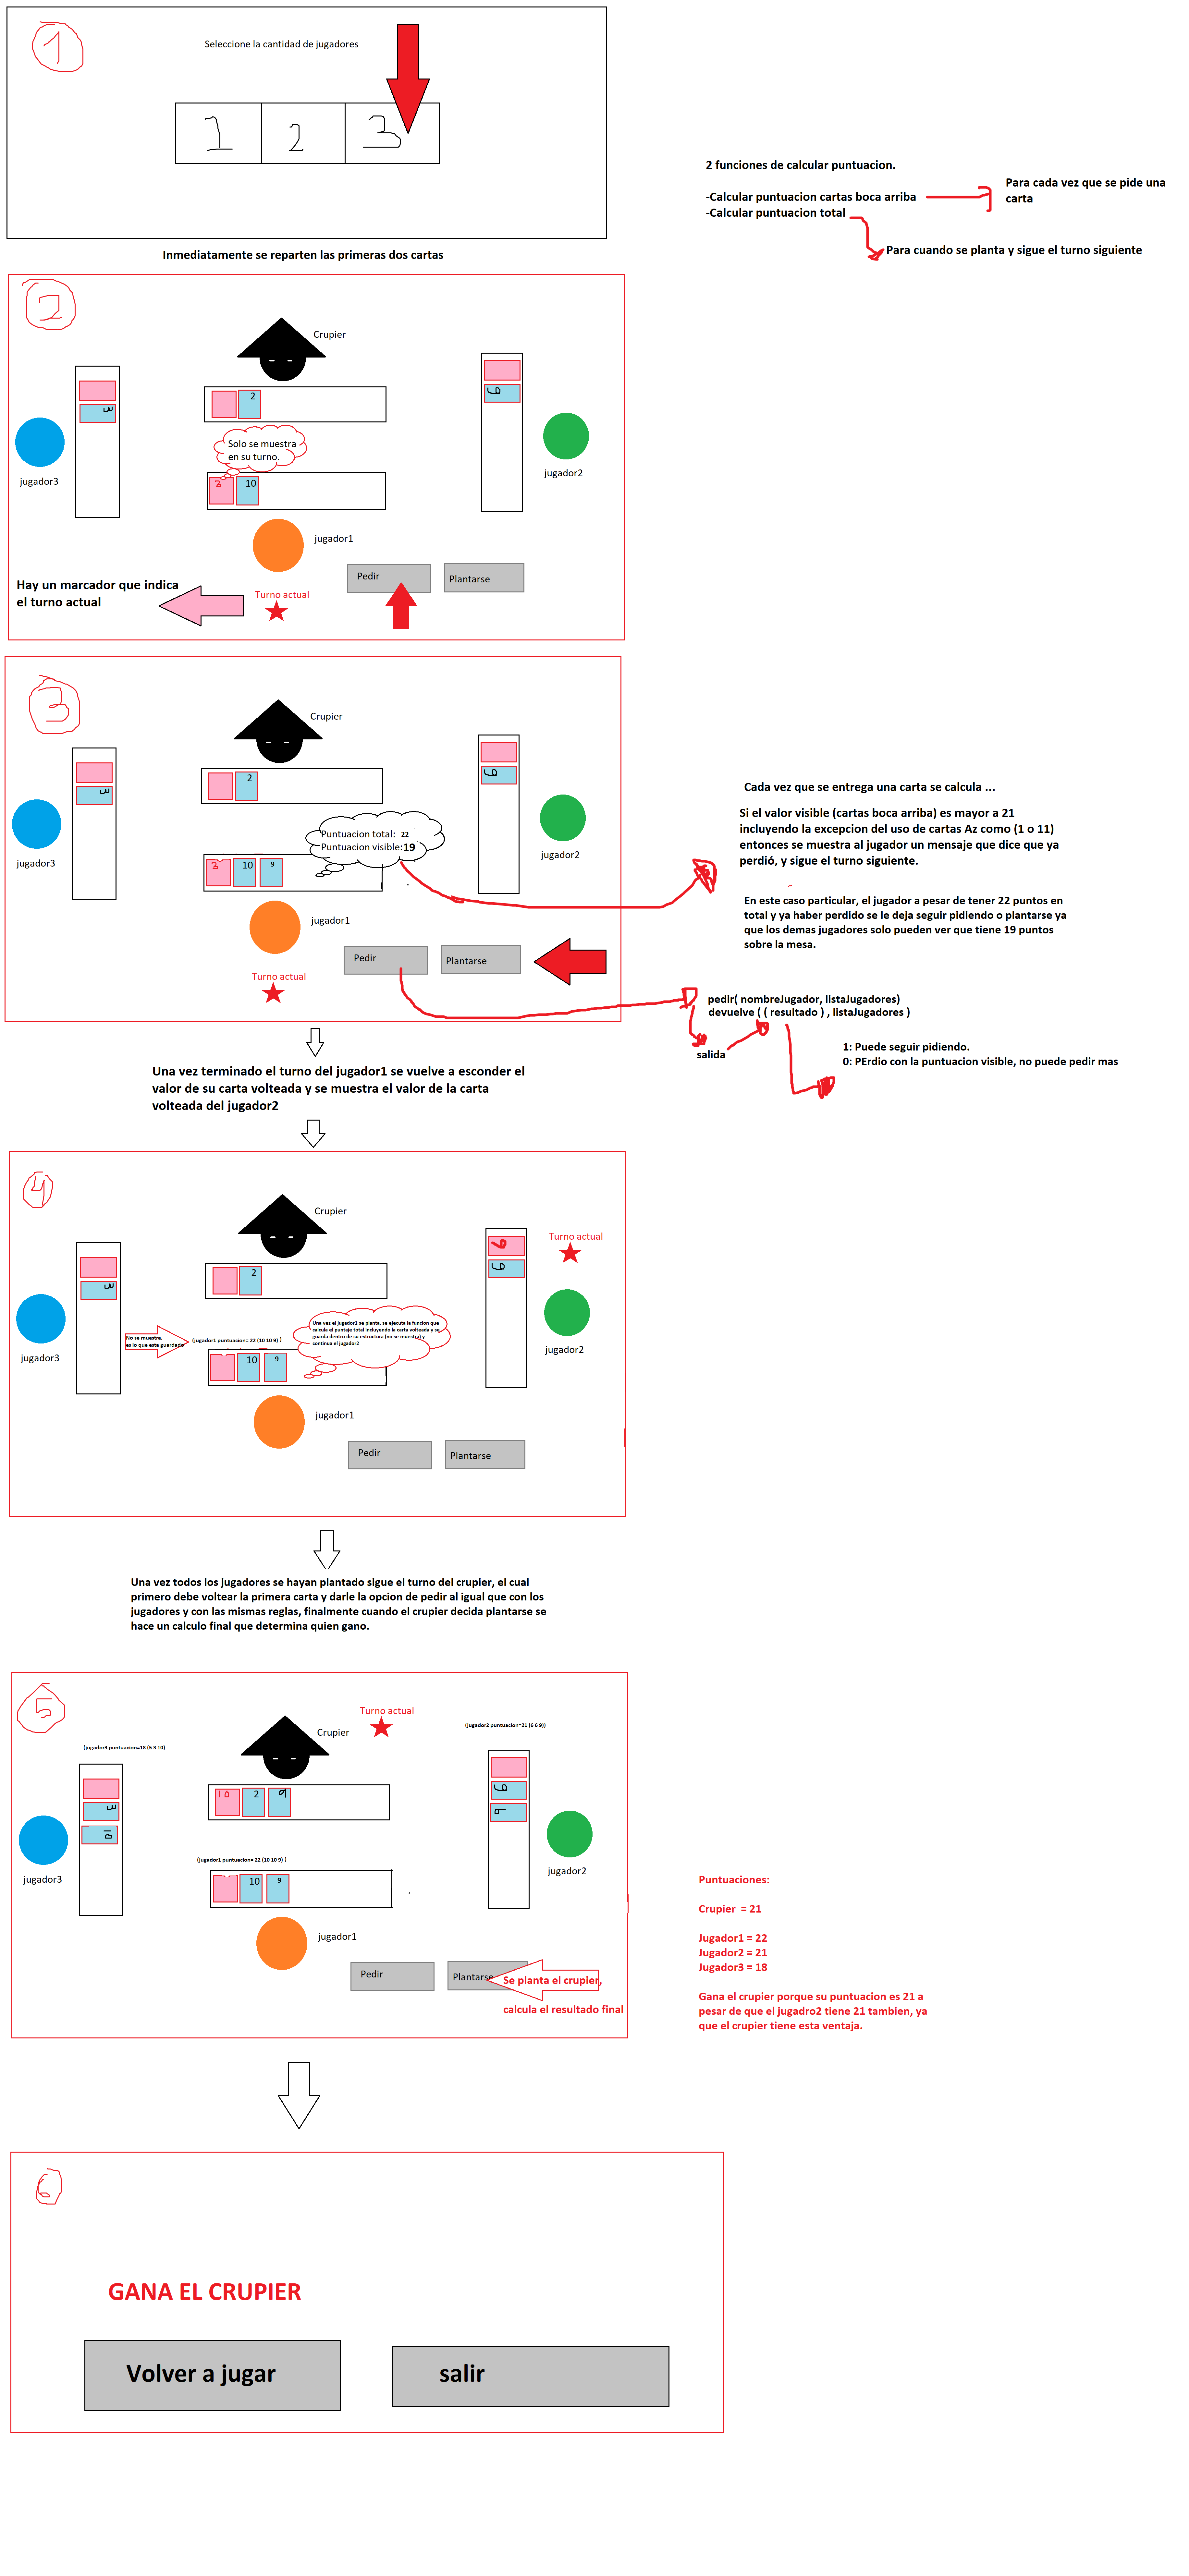 1
Seleccione la cantidad de jugadores
1 2 3
2 funciones de calcular puntuacion.
-Calcular puntuacion cartas boca arriba
-Calcular puntuacion total
Para cada vez que se pide una
carta
Para cuando se planta y sigue el turno siguiente
Inmediatamente se reparten las primeras dos cartas
2
Crupier
2
3
6
Solo se muestra
en su turno.
3 10
jugador3
jugador2
jugador1
Pedir
Plantarse
Hay un marcador que indica
el turno actual
Turno actual
3
Crupier
2
3
6
Puntuacion total: 22
Puntuacion visible:19
3 10 9
jugador3
jugador2
jugador1
Pedir
Plantarse
Turno actual
Cada vez que se entrega una carta se calcula ...
Si el valor visible (cartas boca arriba) es mayor a 21
incluyendo la excepcion del uso de cartas Az como (1 o 11)
entonces se muestra al jugador un mensaje que dice que ya
perdió, y sigue el turno siguiente.
En este caso particular, el jugador a pesar de tener 22 puntos en
total y ya haber perdido se le deja seguir pidiendo o plantarse ya
que los demas jugadores solo pueden ver que tiene 19 puntos
sobre la mesa.
pedir( nombreJugador, listaJugadores)
devuelve ( ( resultado ) , listaJugadores )
salida
1: Puede seguir pidiendo.
0: PErdio con la puntuacion visible, no puede pedir mas
Una vez terminado el turno del jugador1 se vuelve a esconder el
valor de su carta volteada y se muestra el valor de la carta
volteada del jugador2
4
Crupier
2
3
6
6
Turno actual
No se muestra,
es lo que esta guardado
(jugador1 puntuacion= 22 (10 10 9) )
Una vez el jugador1 se planta, se ejecuta la funcion que
calcula el puntaje total incluyendo la carta volteada y se
guarda dentro de su estructura (no se muestra) y
continua el jugador2
10 9
jugador3
jugador2
jugador1
Pedir
Plantarse
Una vez todos los jugadores se hayan plantado sigue el turno del crupier, el cual
primero debe voltear la primera carta y darle la opcion de pedir al igual que con los
jugadores y con las mismas reglas, finalmente cuando el crupier decida plantarse se
hace un calculo final que determina quien gano.
5
Turno actual
Crupier
(jugador2 puntuacion=21 (6 6 9))
(jugador3 puntuacion=18 (5 3 10)
10 2 9
3
10
6
9
(jugador1 puntuacion= 22 (10 10 9) )
10 9
jugador3
jugador2
jugador1
Pedir
Plantarse
Se planta el crupier,
calcula el resultado final
Puntuaciones:
Crupier = 21
Jugador1 = 22
Jugador2 = 21
Jugador3 = 18
Gana el crupier porque su puntuacion es 21 a
pesar de que el jugadro2 tiene 21 tambien, ya
que el crupier tiene esta ventaja.
6
GANA EL CRUPIER
Volver a jugar
salir